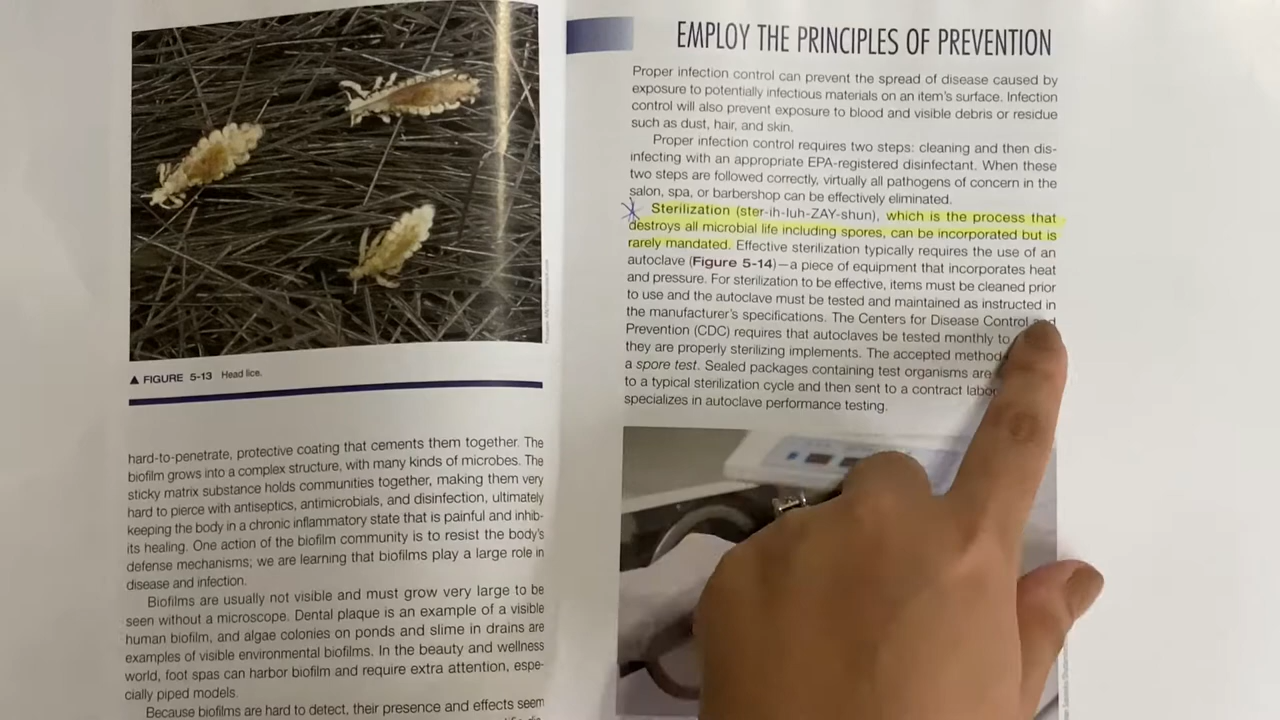 ▲ FIGURE 5-13 Head lice.
hard-to-penetrate, protective coating that cements them together. The
biofilm grows into a complex structure, with many kinds of microbes. The
sticky matrix substance holds communities together, making them very
hard to pierce with antiseptics, antimicrobials, and disinfection, ultimately
keeping the body in a chronic inflammatory state that is painful and inhib-
its healing. One action of the biofilm community is to resist the body's
defense mechanisms; we are learning that biofilms play a large role in
disease and infection.
Biofilms are usually not visible and must grow very large to be
seen without a microscope. Dental plaque is an example of a visible
human biofilm, and algae colonies on ponds and slime in drains are
examples of visible environmental biofilms. In the beauty and wellness
world, foot spas can harbor biofilm and require extra attention, espe-
cially piped models.
Because biofilms are hard to detect, their presence and effects seem
EMPLOY THE PRINCIPLES OF PREVENTION
Proper infection control can prevent the spread of disease caused by
exposure to potentially infectious materials on an item's surface. Infection
control will also prevent exposure to blood and visible debris or residue
such as dust, hair, and skin.
Proper infection control requires two steps: cleaning and then dis-
infecting with an appropriate EPA-registered disinfectant. When these
two steps are followed correctly, virtually all pathogens of concern in the
salon, spa, or barbershop can be effectively eliminated.
Sterilization (ster-ih-luh-ZAY-shun), which is the process that
destroys all microbial life including spores, can be incorporated but is
rarely mandated. Effective sterilization typically requires the use of an
autoclave (Figure 5-14)—a piece of equipment that incorporates heat
and pressure. For sterilization to be effective, items must be cleaned prior
to use and the autoclave must be tested and maintained as instructed in
the manufacturer's specifications. The Centers for Disease Control and
Prevention (CDC) requires that autoclaves be tested monthly to
they are properly sterilizing implements. The accepted method
a spore test. Sealed packages containing test organisms are
to a typical sterilization cycle and then sent to a contract
specializes in autoclave performance testing.